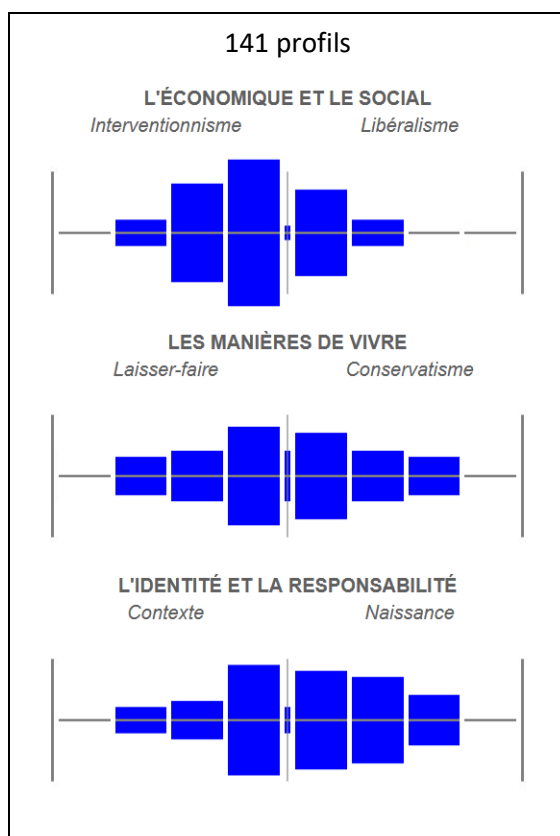 141 profils
L'ÉCONOMIQUE ET LE SOCIAL
Interventionnisme Libéralisme
LES MANIÈRES DE VIVRE
Laisser-faire Conservatisme
L'IDENTITÉ ET LA RESPONSABILITÉ
Contexte Naissance